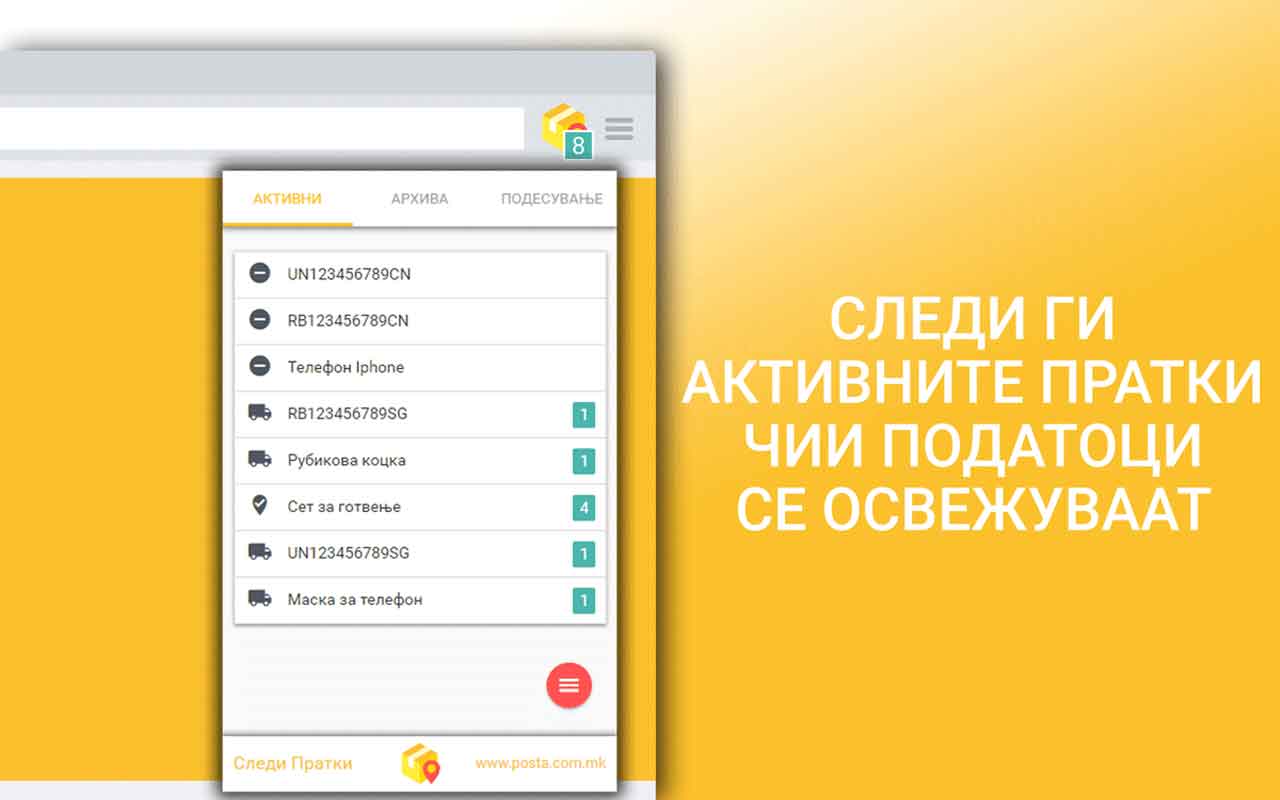 8
АКТИВНИ АРХИВА ПОДЕСУВАЊЕ
UN123456789CN
RB123456789CN
Телефон Iphone
RB123456789SG 1
Рубикова коцка 1
Сет за готвење 4
UN123456789SG 1
Маска за телефон 1
Следи Пратки www.posta.com.mk
СЛЕДИ ГИ
АКТИВНИТЕ ПРАТКИ
ЧИИ ПОДАТОЦИ
СЕ ОСВЕЖУВААТ